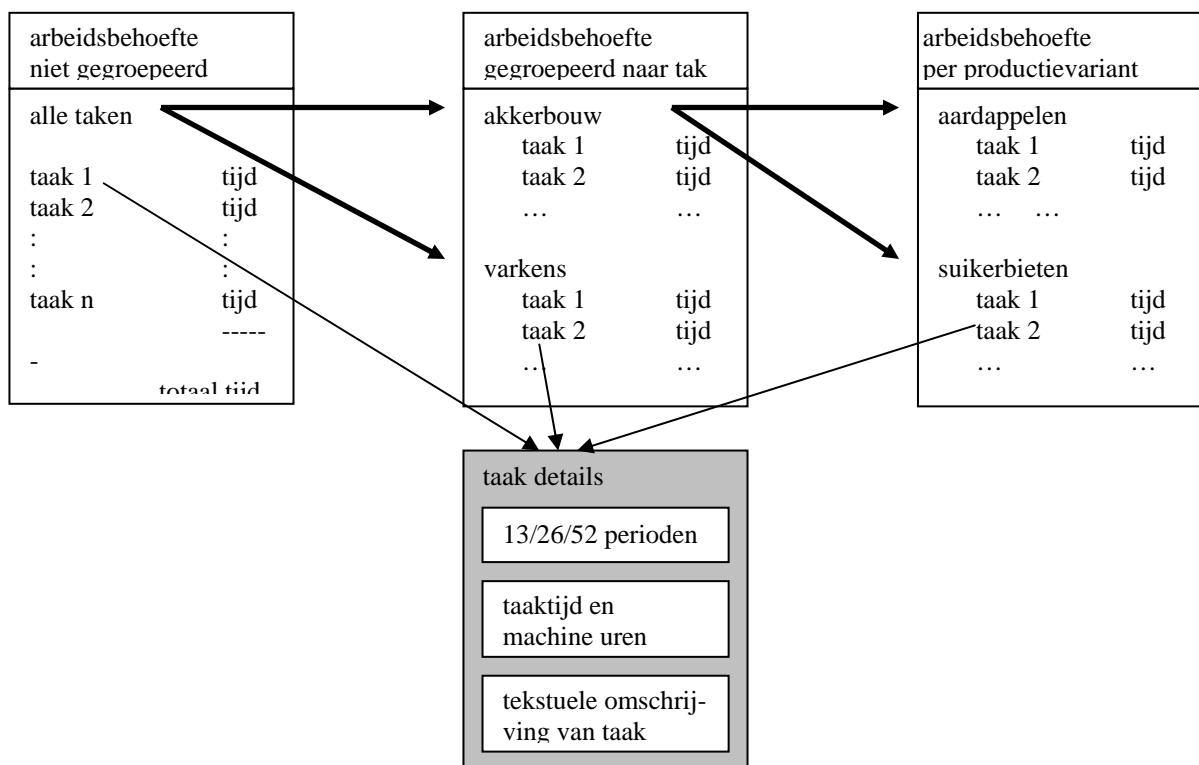 arbeidsbehoefte
niet gegroepeerd
alle taken
taak 1 tijd
taak 2 tijd
: :
: :
taak n tijd
-----
-
totaal tijd
arbeidsbehoefte
gegroepeerd naar tak
akkerbouw
taak 1 tijd
taak 2 tijd
… …
varkens
taak 1 tijd
taak 2 tijd
… …
arbeidsbehoefte
per productievariant
aardappelen
taak 1 tijd
taak 2 tijd
… …
suikerbieten
taak 1 tijd
taak 2 tijd
… …
taak details
13/26/52 perioden
taaktijd en
machine uren
tekstuele omschrij-
ving van taak